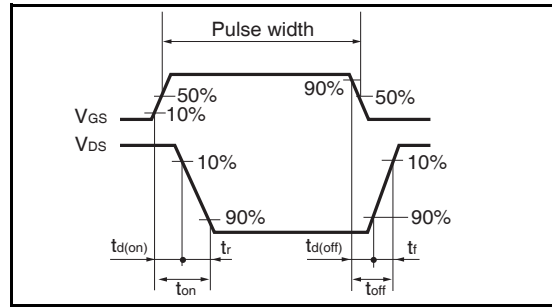 Pulse width
90%
50%
50%
10%
VGS
VDS
10%
10%
90%
90%
td(on)
tr
td(off)
tf
ton
toff